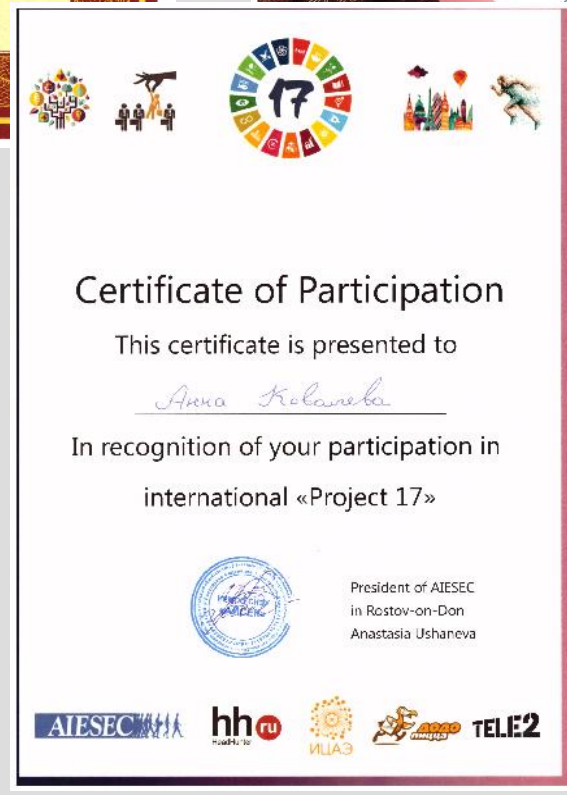 17
Certificate of Participation
This certificate is presented to
Анна Ковалева
In recognition of your participation in
international «Project 17»
President of AIESEC
in Rostov-on-Don
Anastasia Ushaneva
AIESEC
hh ru
HeadHunter
ИЦАЭ
додо
пицца
TELE2